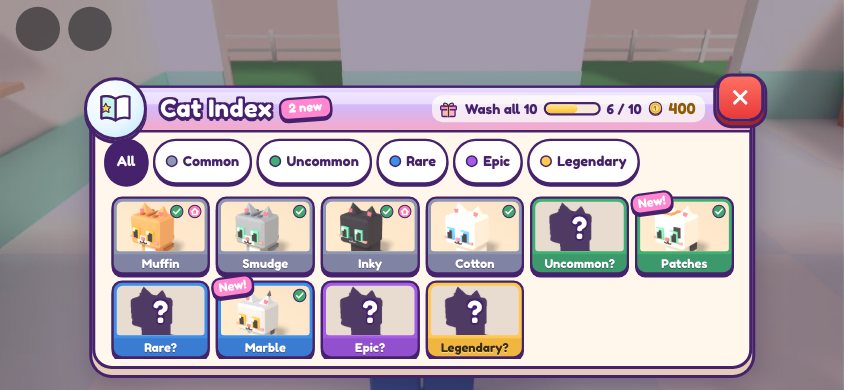 Cat Index
2 new
Wash all 10
6 / 10
400
All
Common
Uncommon
Rare
Epic
Legendary
Muffin
Smudge
Inky
Cotton
?
Uncommon?
New!
Patches
?
Rare?
New!
Marble
?
Epic?
?
Legendary?